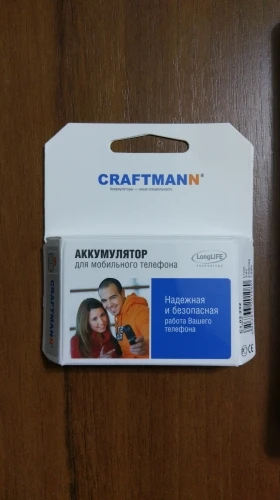 CRAFTMANN®
Аккумуляторы – наша специальность
АККУМУЛЯТОР
для мобильного телефона
LongLIFE
Надежная
и безопасная
работа Вашего
телефона
CRAFTMANN